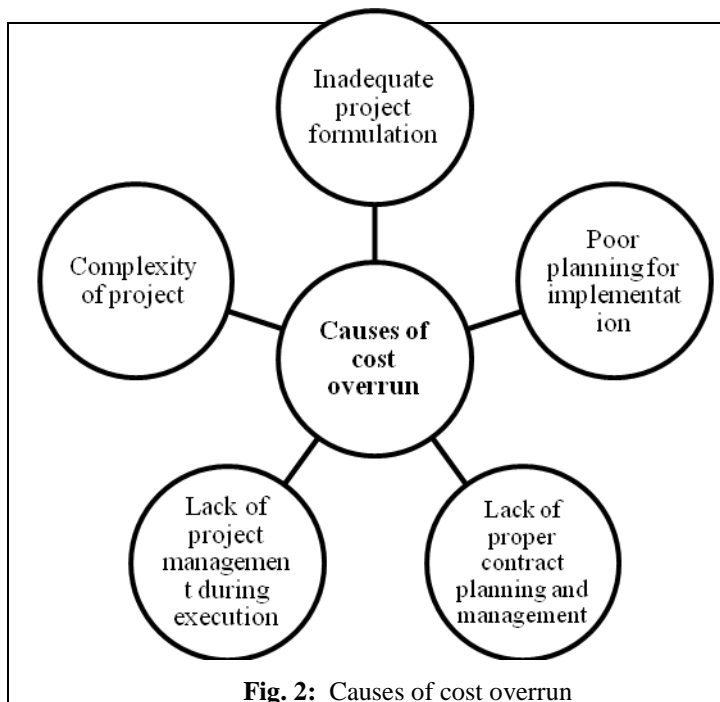 Inadequate
project
formulation
Complexity
of project
Poor
planning for
implementat
ion
Causes of
cost
overrun
Lack of
project
managemen
t during
execution
Lack of
proper
contract
planning and
management
Fig. 2: Causes of cost overrun